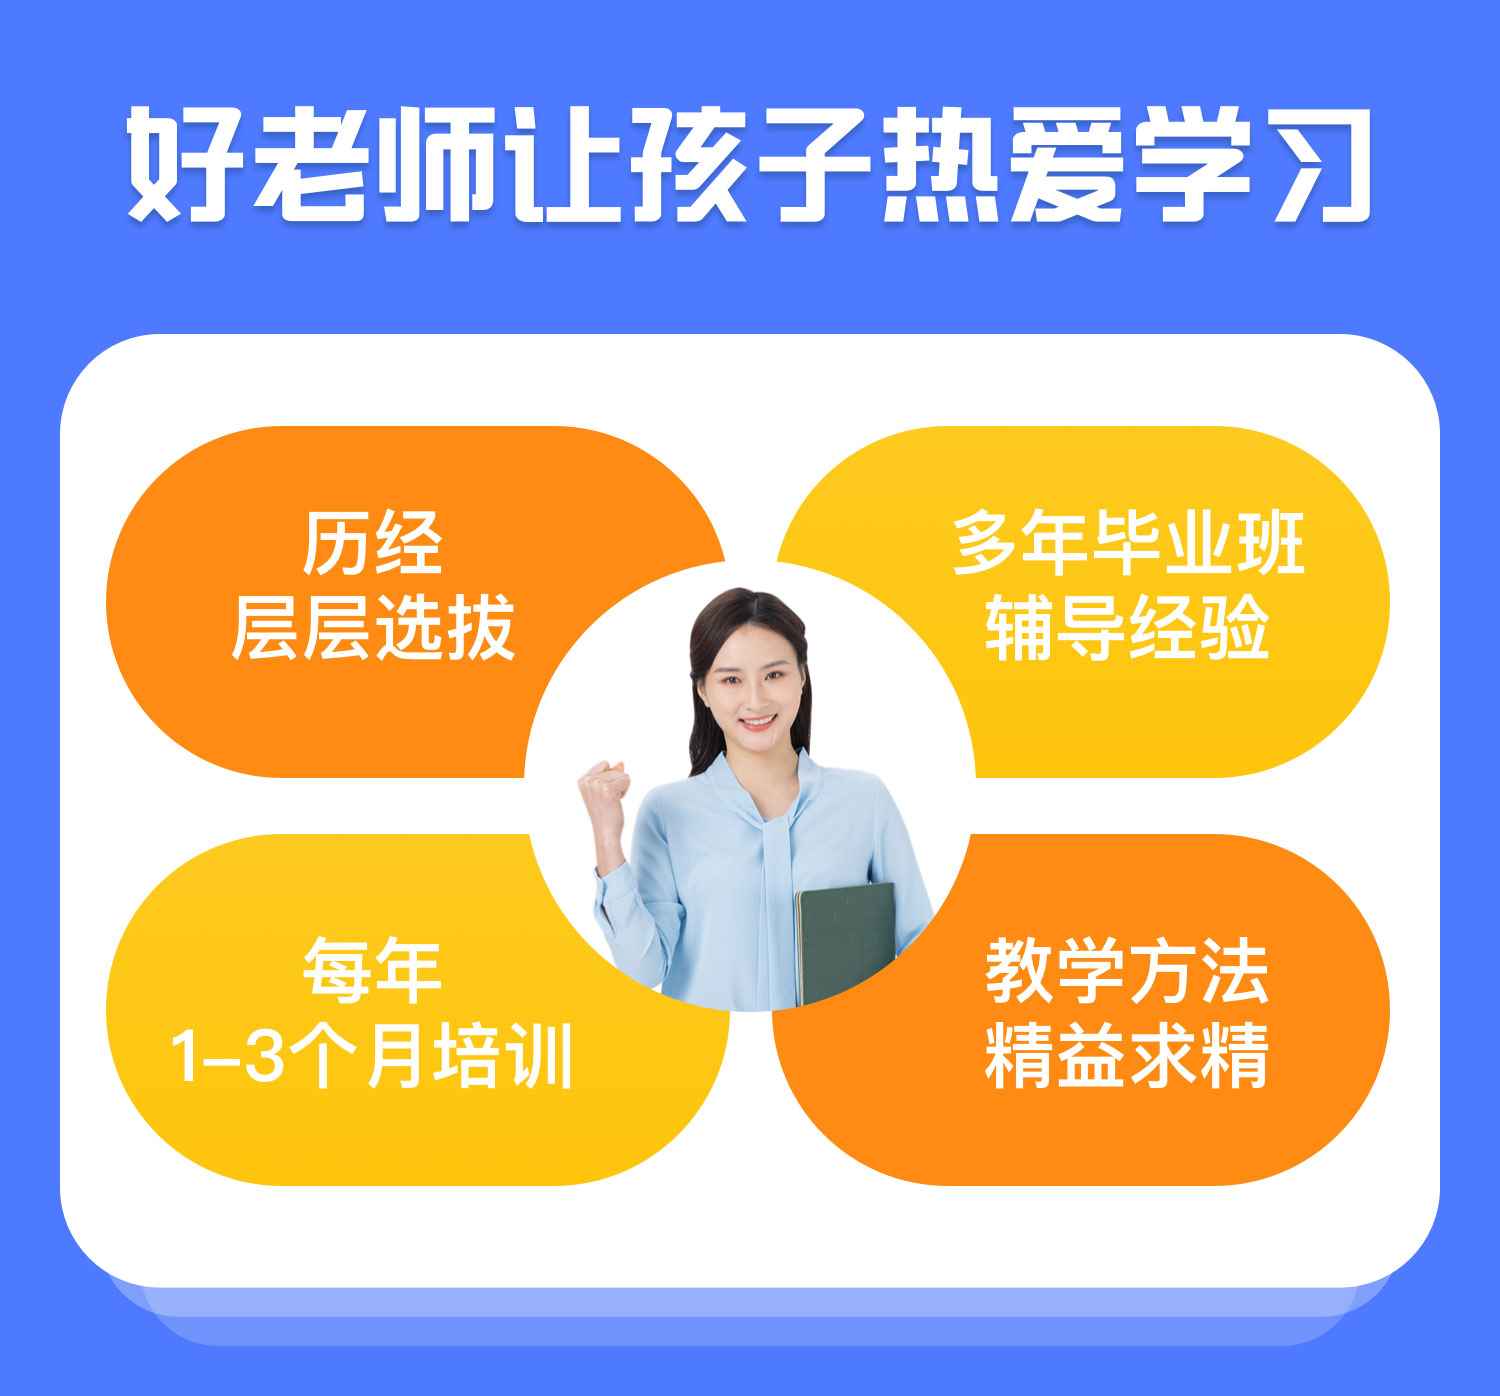 好老师让孩子热爱学习
历经
层层选拔
多年毕业班
辅导经验
每年
1-3个月培训
教学方法
精益求精